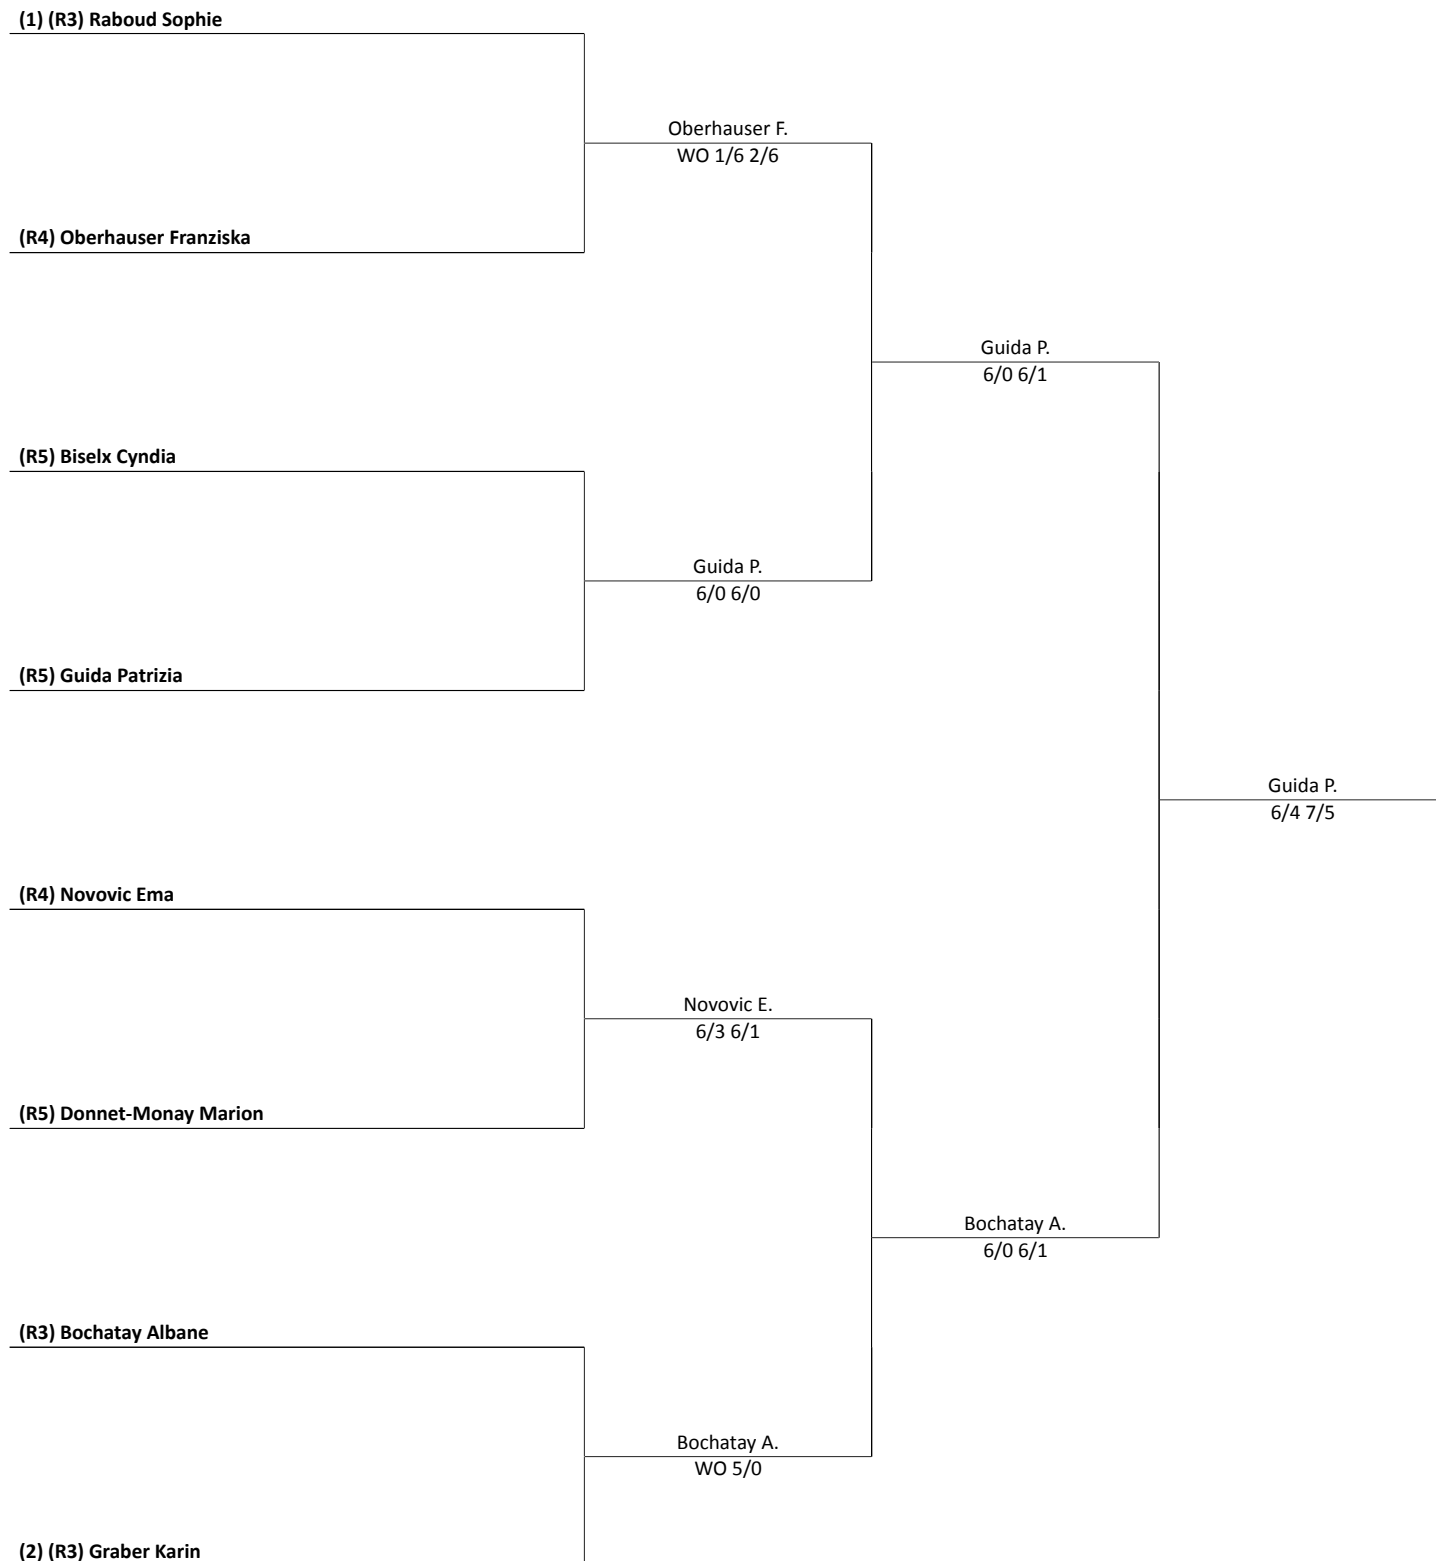 (1) (R3) Raboud Sophie
Oberhauser F.
WO 1/6 2/6
(R4) Oberhauser Franziska
Guida P.
6/0 6/1
(R5) Biselx Cyndia
Guida P.
6/0 6/0
(R5) Guida Patrizia
Guida P.
6/4 7/5
(R4) Novovic Ema
Novovic E.
6/3 6/1
(R5) Donnet-Monay Marion
Bochatay A.
6/0 6/1
(R3) Bochatay Albane
Bochatay A.
WO 5/0
(2) (R3) Graber Karin